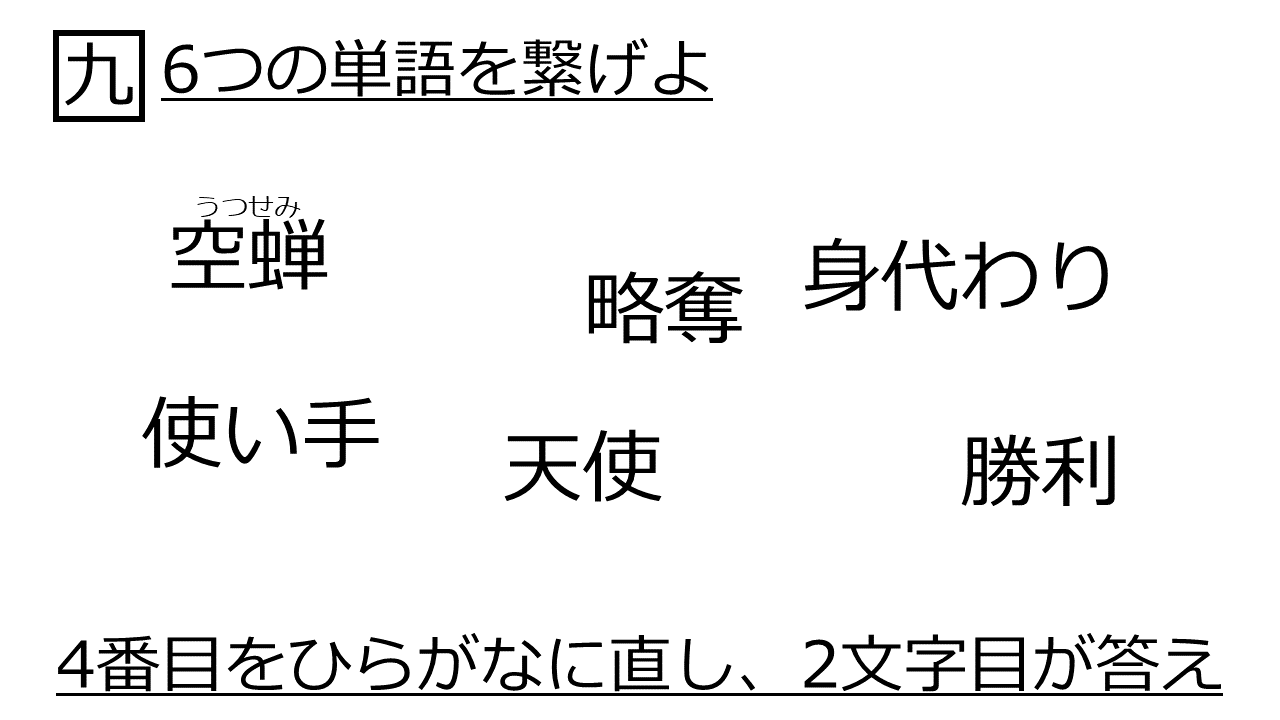 九 6つの単語を繋げよ
うつせみ
空蝉
略奪
身代わり
使い手
天使
勝利
4番目をひらがなに直し、2文字目が答え